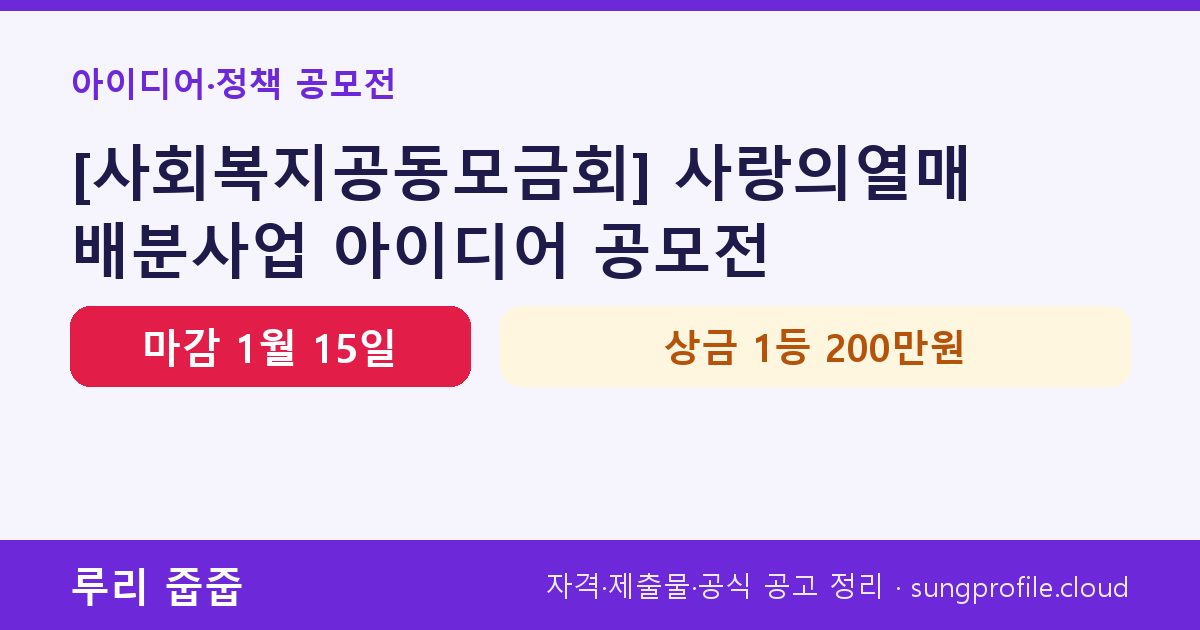 아이디어·정책 공모전
[사회복지공동모금회] 사랑의열매
배분사업 아이디어 공모전
마감 1월 15일
상금 1등 200만원
루리 줍줍
자격·제출물·공식 공고 정리 · sungprofile.cloud